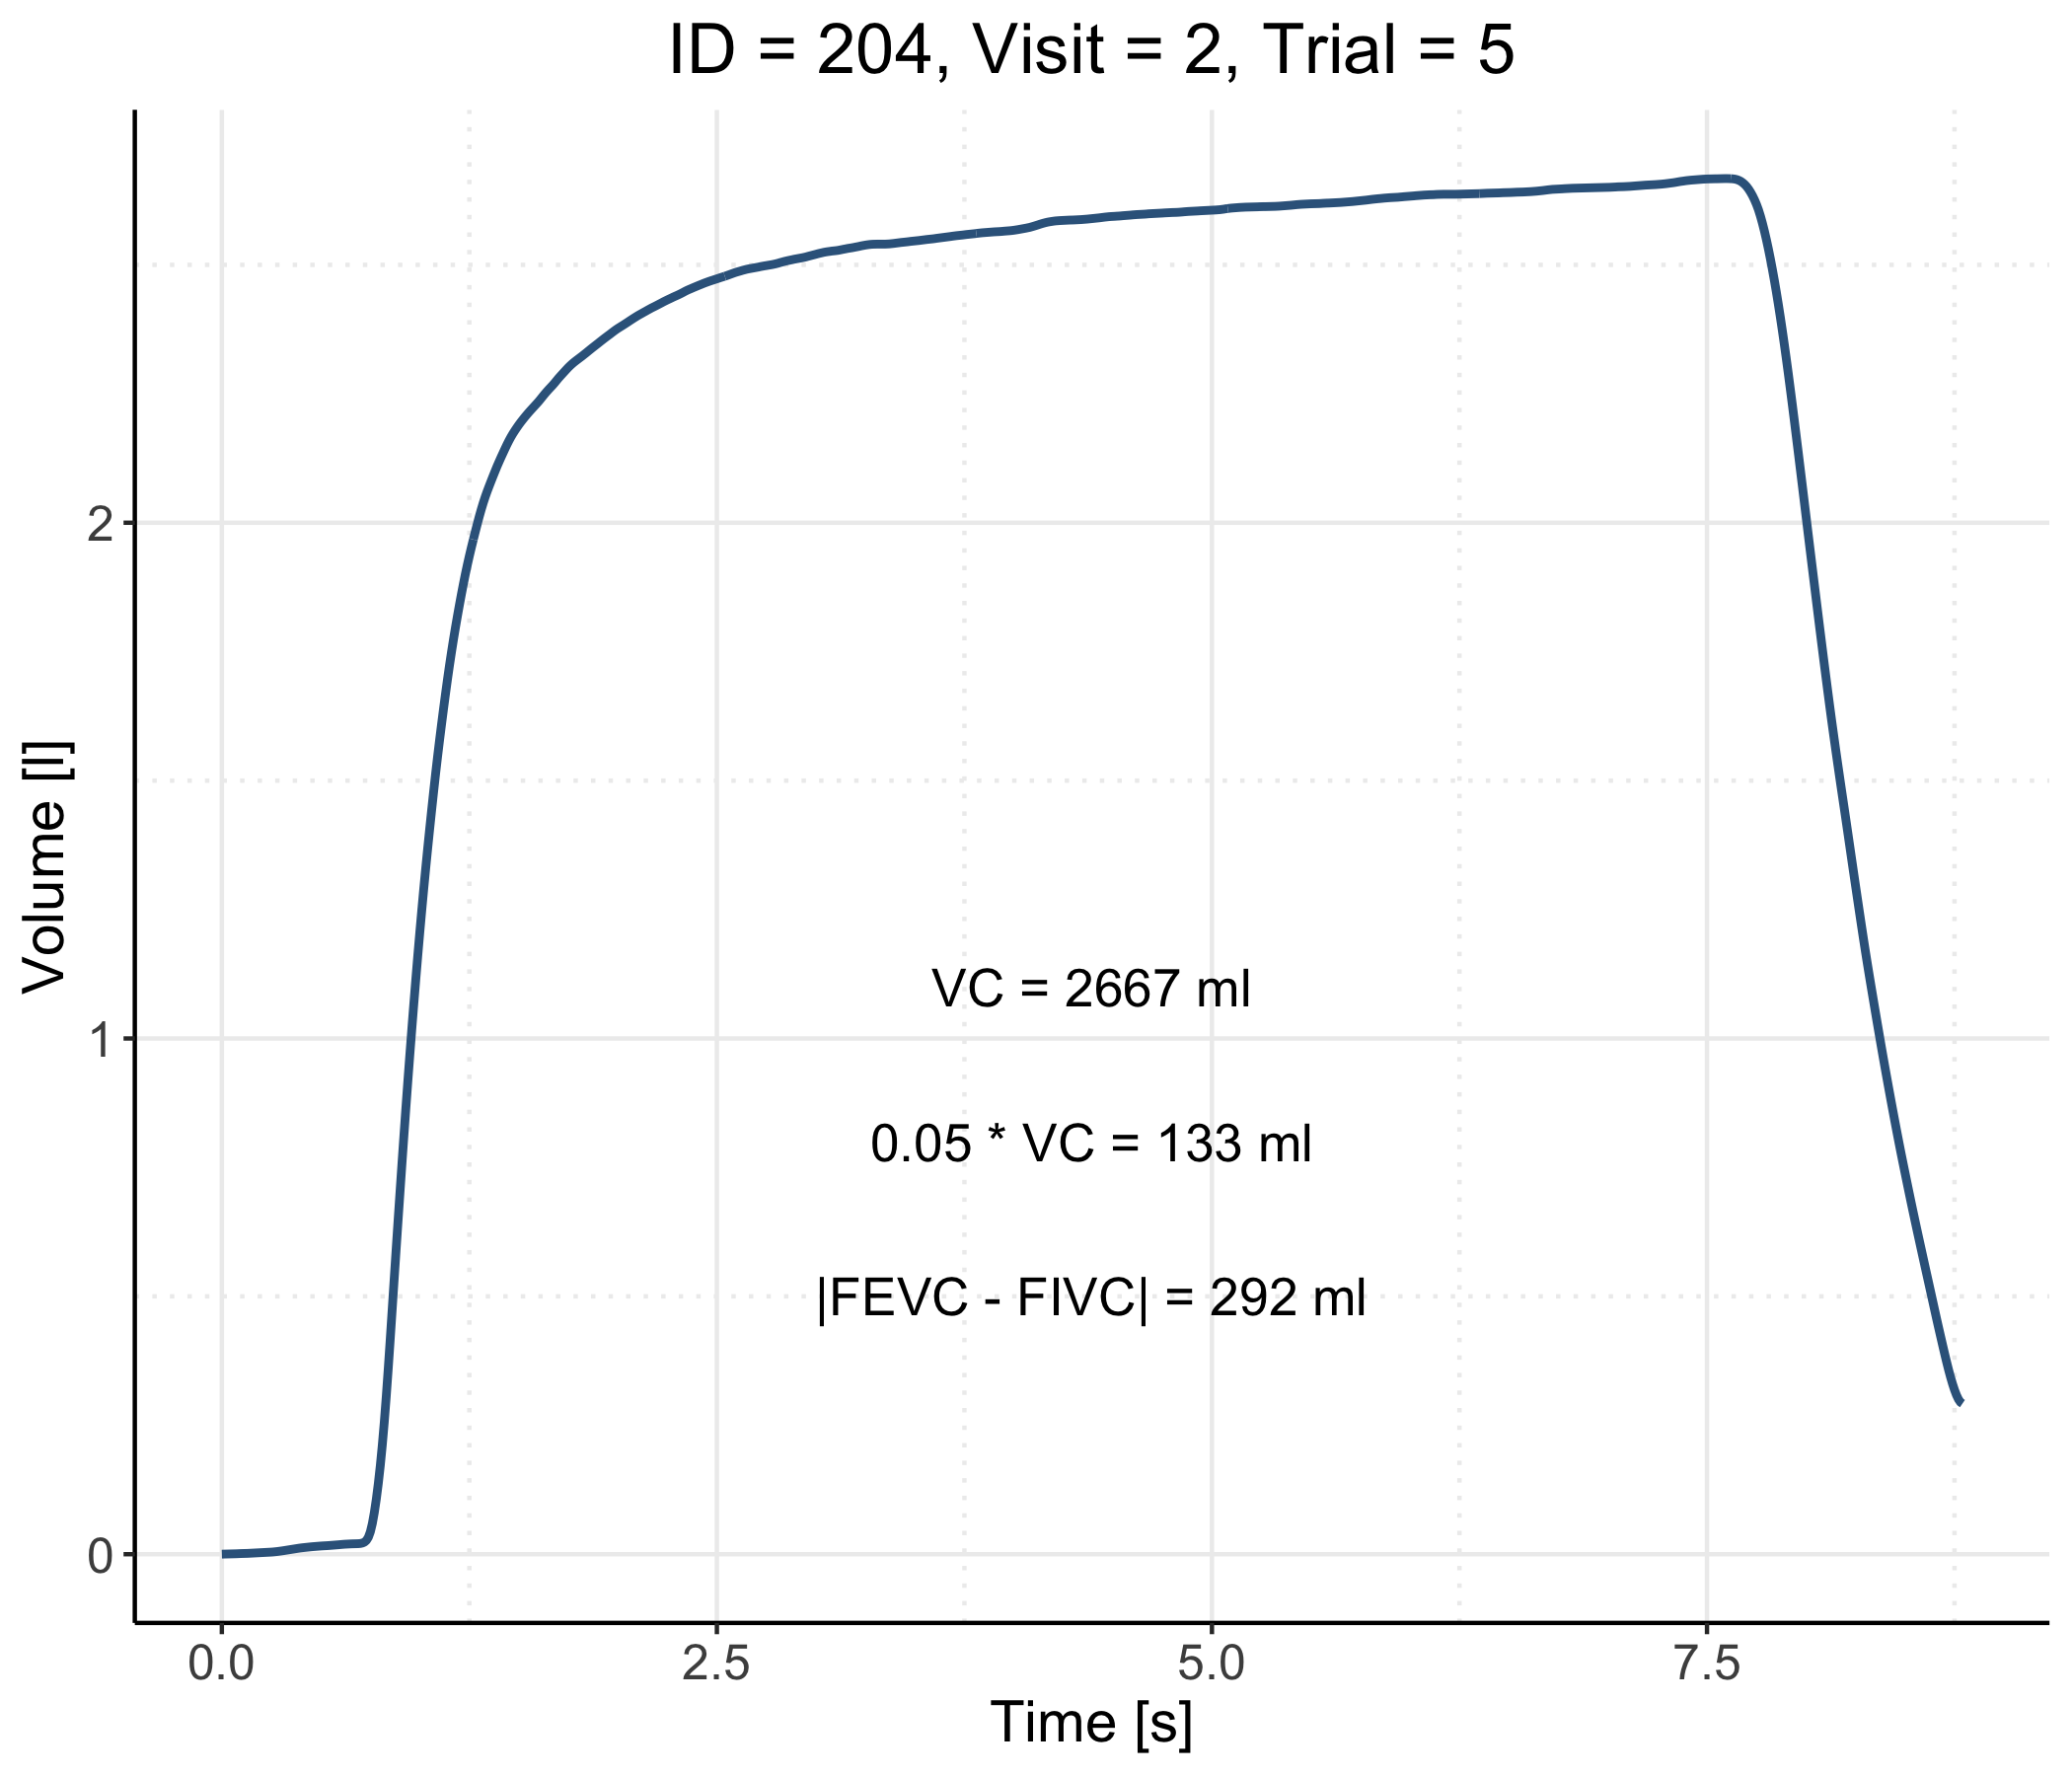 ID = 204, Visit = 2, Trial = 5
Volume [l]
2
1
0
VC = 2667 ml
0.05 * VC = 133 ml
|FEVC - FIVC| = 292 ml
0.0 2.5 5.0 7.5
Time [s]